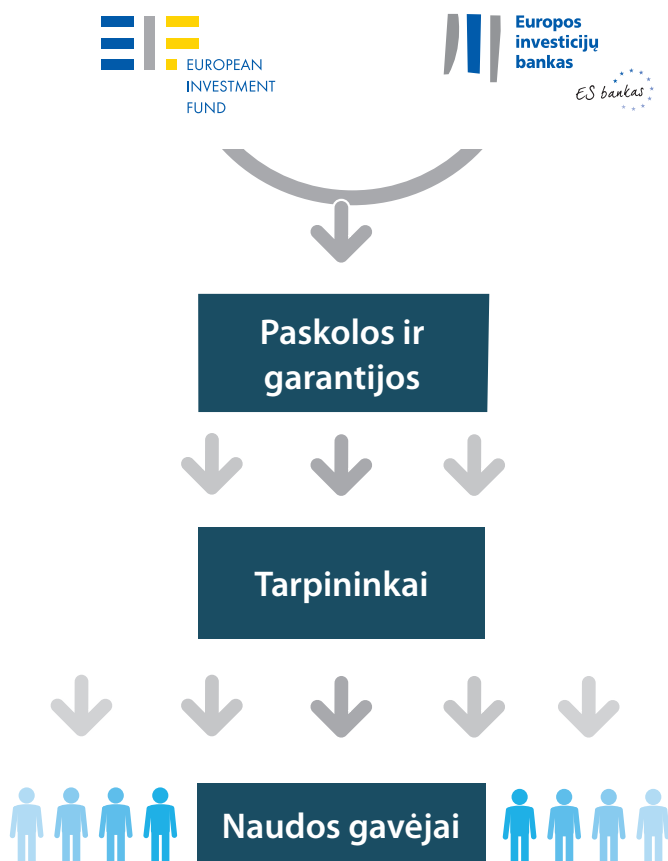 EUROPEAN
INVESTMENT
FUND
Europos
investicijų
bankas
ES bankas
Paskolos ir
garantijos
Tarpininkai
Naudos gavėjai